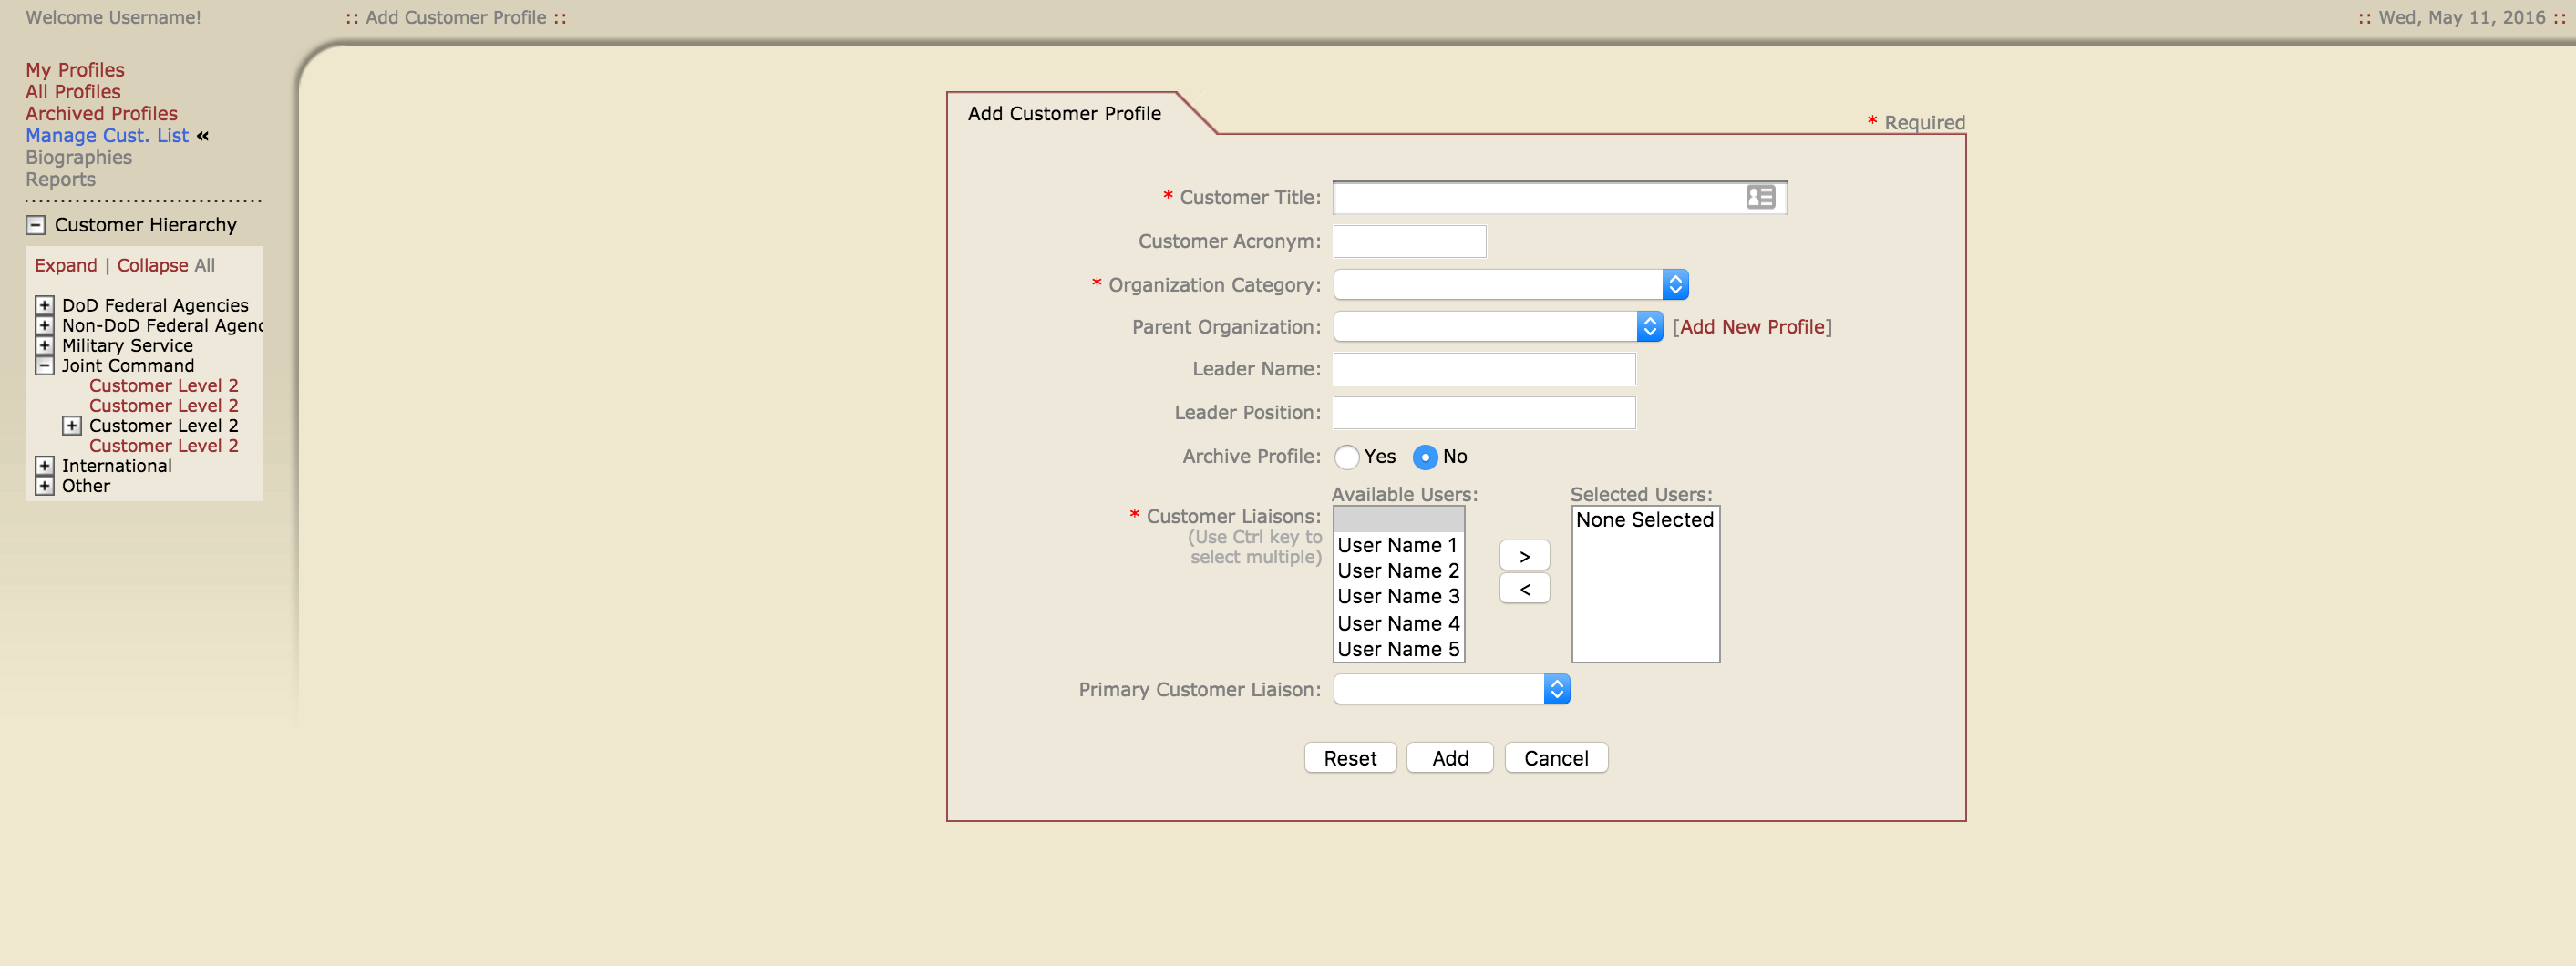 Welcome Username!
:: Add Customer Profile ::
:: Wed, May 11, 2016 ::
My Profiles
All Profiles
Archived Profiles
Manage Cust. List «
Biographies
Reports
Customer Hierarchy
Expand | Collapse All
DoD Federal Agencies
Non-DoD Federal Agenc
Military Service
Joint Command
Customer Level 2
Customer Level 2
Customer Level 2
Customer Level 2
International
Other
Add Customer Profile
* Required
* Customer Title:
Customer Acronym:
* Organization Category:
Parent Organization: [Add New Profile]
Leader Name:
Leader Position:
Archive Profile: Yes No
Available Users: Selected Users:
* Customer Liaisons:
(Use Ctrl key to
select multiple)
None Selected
User Name 1
User Name 2
User Name 3
User Name 4
User Name 5
>
<
Primary Customer Liaison:
Reset Add Cancel